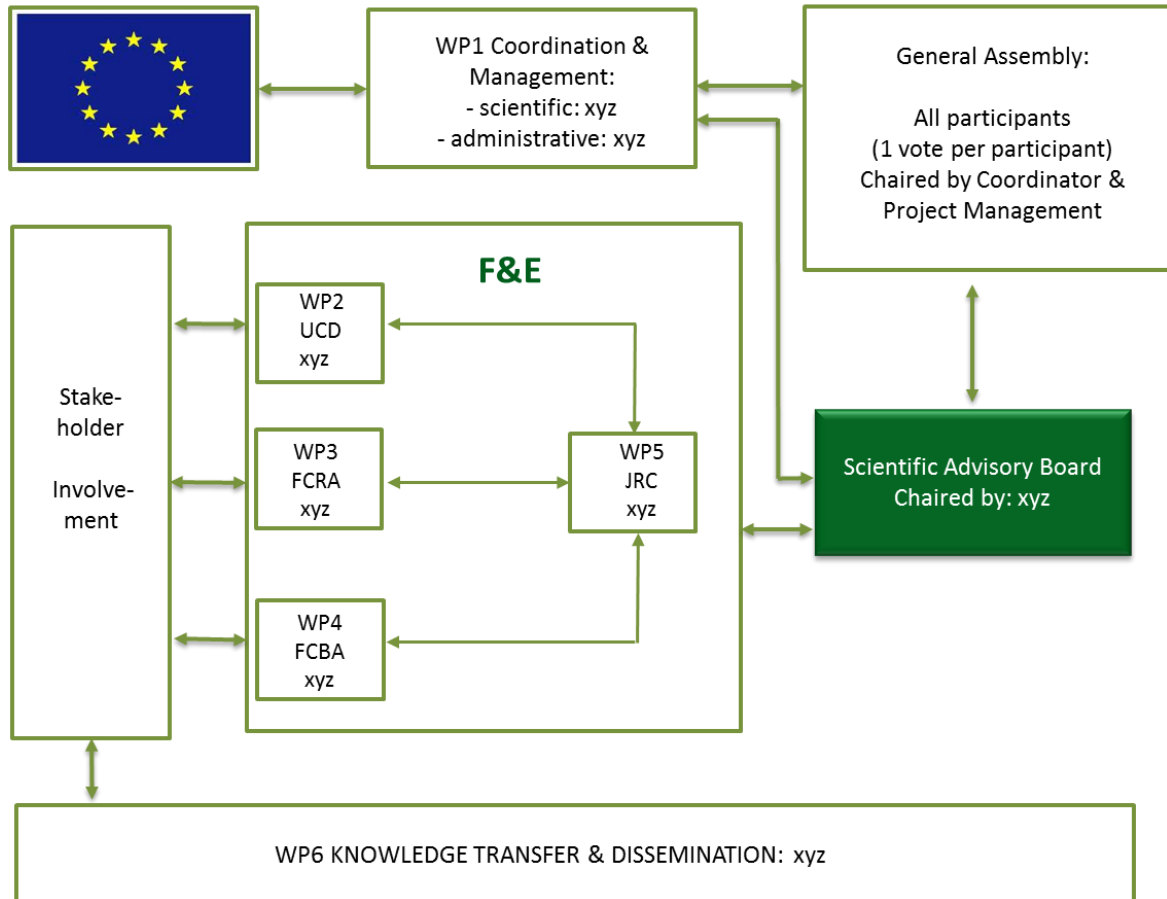 WP1 Coordination &
Management:
- scientific: xyz
- administrative: xyz
General Assembly:
All participants
(1 vote per participant)
Chaired by Coordinator &
Project Management
Stake-
holder
Involve-
ment
F&E
WP2
UCD
xyz
WP3
FCRA
xyz
WP4
FCBA
xyz
WP5
JRC
xyz
Scientific Advisory Board
Chaired by: xyz
WP6 KNOWLEDGE TRANSFER & DISSEMINATION: xyz